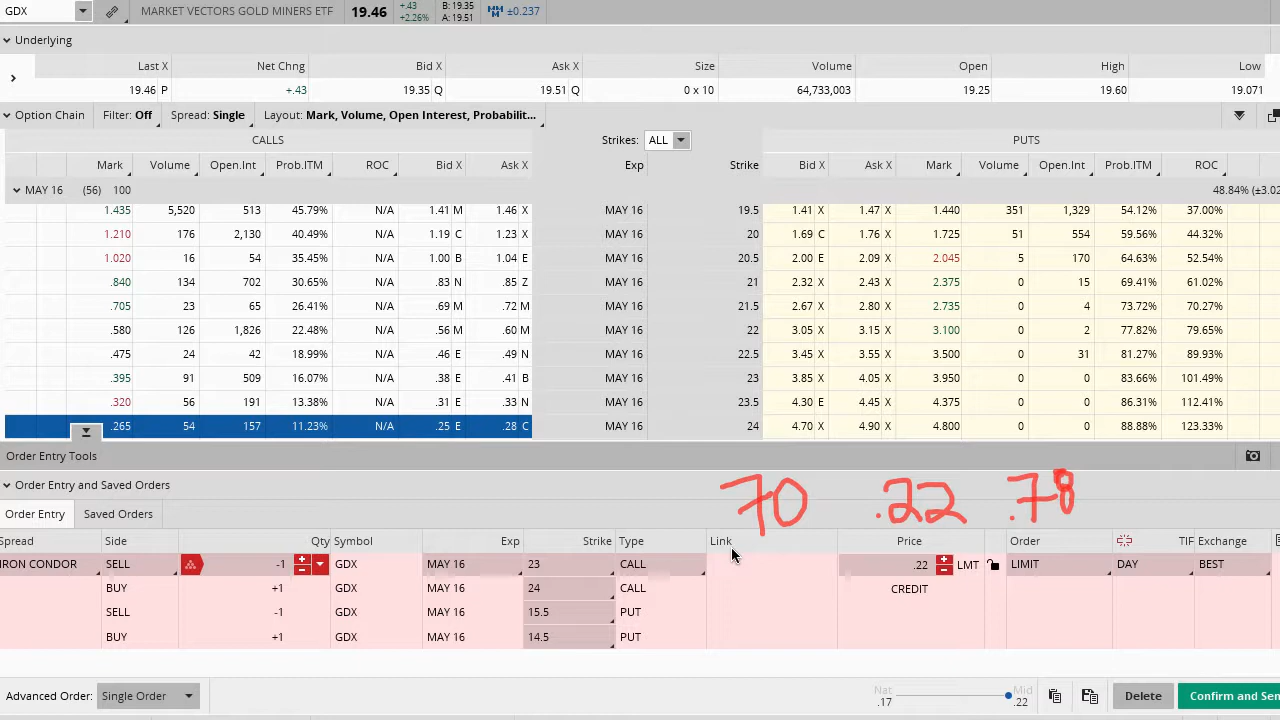 GDX MARKET VECTORS GOLD MINERS ETF 19.46 +.43 +2.26% B: 19.35 A: 19.51 MM ±0.237
Underlying
Last X Net Chng Bid X Ask X Size Volume Open High Low
19.46 P +.43 19.35 Q 19.51 Q 0 x 10 64,733,003 19.25 19.60 19.071
Option Chain Filter: Off Spread: Single Layout: Mark, Volume, Open Interest, Probabilit...
CALLS Strikes: ALL PUTS
Mark Volume Open.Int Prob.ITM ROC Bid X Ask X Exp Strike Bid X Ask X Mark Volume Open.Int Prob.ITM ROC
MAY 16 (56) 100 48.84% (±3.02
1.435 5,520 513 45.79% N/A 1.41 M 1.46 X MAY 16 19.5 1.41 X 1.47 X 1.440 351 1,329 54.12% 37.00%
1.210 176 2,130 40.49% N/A 1.19 C 1.23 X MAY 16 20 1.69 C 1.76 X 1.725 51 554 59.56% 44.32%
1.020 16 54 35.45% N/A 1.00 B 1.04 E MAY 16 20.5 2.00 E 2.09 X 2.045 5 170 64.63% 52.54%
.840 134 702 30.65% N/A .83 N .85 Z MAY 16 21 2.32 X 2.43 X 2.375 0 15 69.41% 61.02%
.705 23 65 26.41% N/A .69 M .72 M MAY 16 21.5 2.67 X 2.80 X 2.735 0 4 73.72% 70.27%
.580 126 1,826 22.48% N/A .56 M .60 M MAY 16 22 3.05 X 3.15 X 3.100 0 2 77.82% 79.65%
.475 24 42 18.99% N/A .46 E .49 N MAY 16 22.5 3.45 X 3.55 X 3.500 0 31 81.27% 89.93%
.395 91 509 16.07% N/A .38 E .41 B MAY 16 23 3.85 X 4.05 X 3.950 0 0 83.66% 101.49%
.320 56 191 13.38% N/A .31 E .33 N MAY 16 23.5 4.30 E 4.45 X 4.375 0 0 86.31% 112.41%
.265 54 157 11.23% N/A .25 E .28 C MAY 16 24 4.70 X 4.90 X 4.800 0 0 88.88% 123.33%
Order Entry Tools
Order Entry and Saved Orders
70 .22 .78
Order Entry Saved Orders
Spread Side Qty Symbol Exp Strike Type Link Price Order TIF Exchange
IRON CONDOR SELL -1 GDX MAY 16 23 CALL .22 LMT LIMIT DAY BEST
BUY +1 GDX MAY 16 24 CALL CREDIT
SELL -1 GDX MAY 16 15.5 PUT
BUY +1 GDX MAY 16 14.5 PUT
Advanced Order: Single Order Nat .17 Mid .22 Delete Confirm and Sen